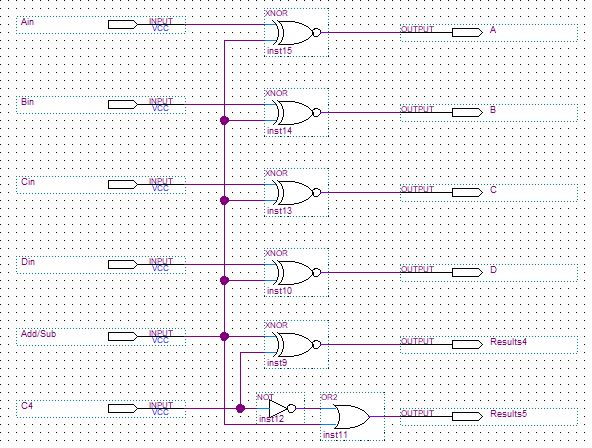 XNOR
Ain INPUT VCC OUTPUT A
inst15
XNOR
Bin INPUT VCC OUTPUT B
inst14
XNOR
Cin INPUT VCC OUTPUT C
inst13
XNOR
Din INPUT VCC OUTPUT D
inst10
XNOR
Add/Sub INPUT VCC OUTPUT Results4
inst9
NOT OR2
C4 INPUT VCC OUTPUT Results5
inst12 inst11